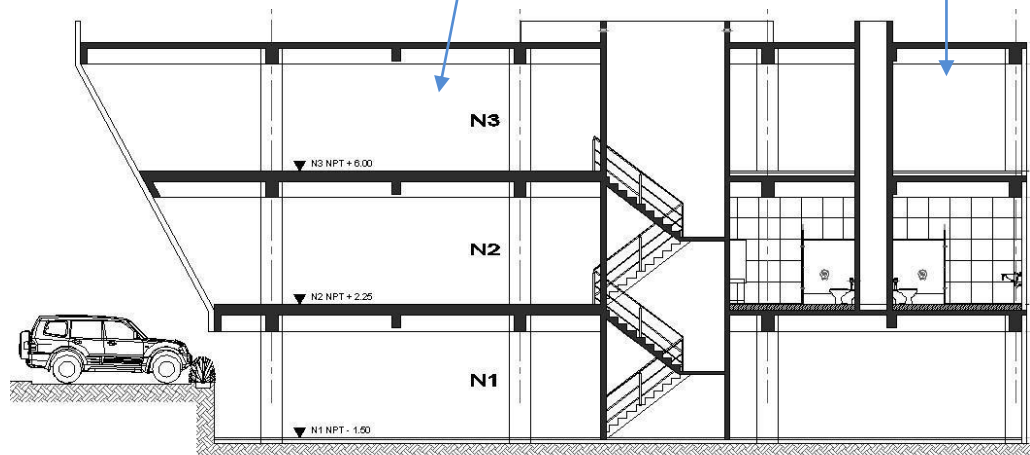 N3
N3 NPT + 6.00
N2
N2 NPT + 2.25
N1
N1 NPT - 1.50